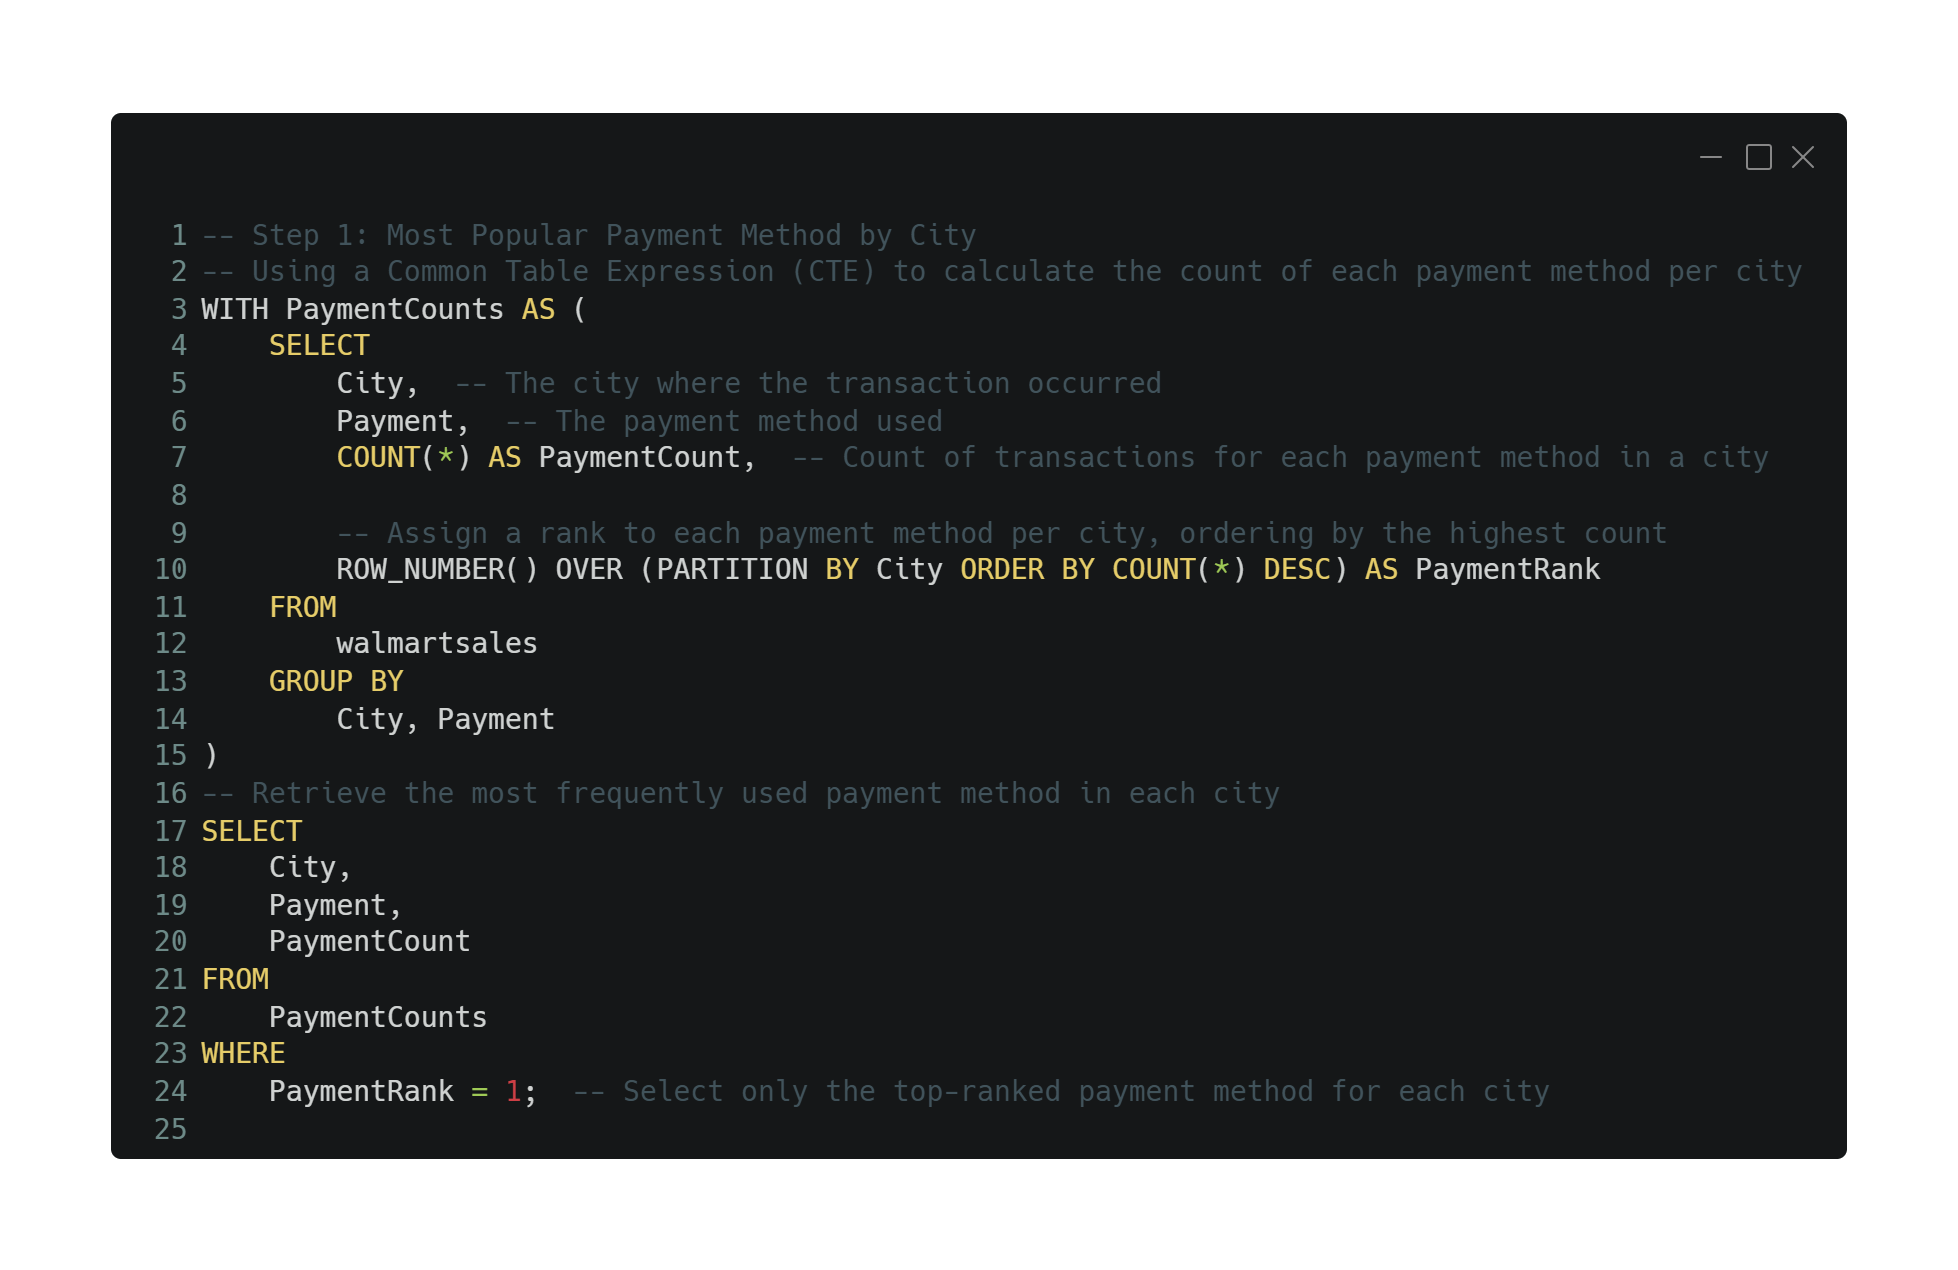 1 -- Step 1: Most Popular Payment Method by City
2 -- Using a Common Table Expression (CTE) to calculate the count of each payment method per city
3 WITH PaymentCounts AS (
4     SELECT
5         City,  -- The city where the transaction occurred
6         Payment,  -- The payment method used
7         COUNT(*) AS PaymentCount,  -- Count of transactions for each payment method in a city
8
9         -- Assign a rank to each payment method per city, ordering by the highest count
10         ROW_NUMBER() OVER (PARTITION BY City ORDER BY COUNT(*) DESC) AS PaymentRank
11     FROM
12         walmartsales
13     GROUP BY
14         City, Payment
15 )
16 -- Retrieve the most frequently used payment method in each city
17 SELECT
18     City,
19     Payment,
20     PaymentCount
21 FROM
22     PaymentCounts
23 WHERE
24     PaymentRank = 1;  -- Select only the top-ranked payment method for each city
25